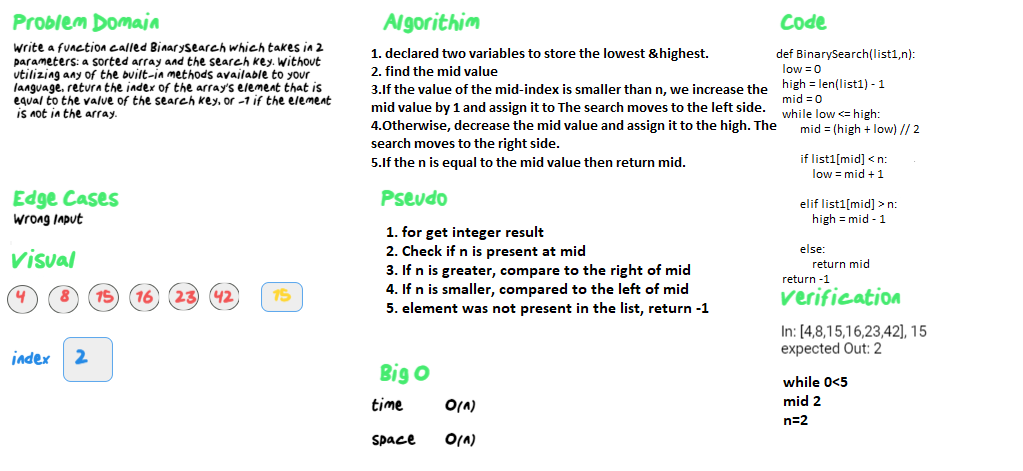 Problem Domain
Write a function called BinarySearch which takes in 2
parameters: a sorted array and the search key. Without
utilizing any of the built-in methods available to your
language, return the index of the array's element that is
equal to the value of the search key, or -1 if the element
is not in the array.
Edge Cases
Wrong Input
Visual
4 8 15 16 23 42 15
index 2
Algorithim
1. declared two variables to store the lowest &highest.
2. find the mid value
3.If the value of the mid-index is smaller than n, we increase the
mid value by 1 and assign it to The search moves to the left side.
4.Otherwise, decrease the mid value and assign it to the high. The
search moves to the right side.
5.If the n is equal to the mid value then return mid.
Pseudo
1. for get integer result
2. Check if n is present at mid
3. If n is greater, compare to the right of mid
4. If n is smaller, compared to the left of mid
5. element was not present in the list, return -1
Big O
time O(n)
space O(n)
Code
def BinarySearch(list1,n):
low = 0
high = len(list1) - 1
mid = 0
while low <= high:
mid = (high + low) // 2
if list1[mid] < n:
low = mid + 1
elif list1[mid] > n:
high = mid - 1
else:
return mid
return -1
Verification
In: [4,8,15,16,23,42], 15
expected Out: 2
while 0<5
mid 2
n=2